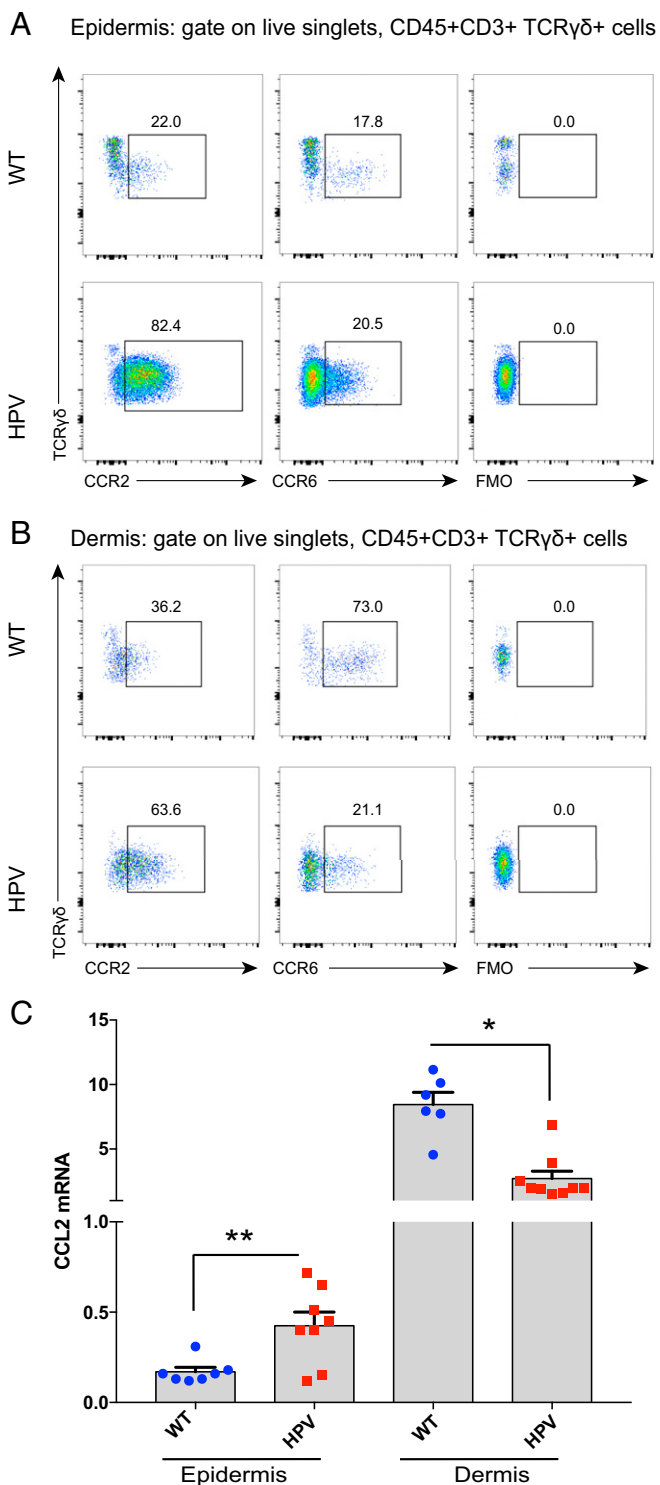 A Epidermis: gate on live singlets, CD45+CD3+ TCRγδ+ cells
22.0 17.8 0.0
WT
82.4 20.5 0.0
HPV
TCRγδ
CCR2 CCR6 FMO
B Dermis: gate on live singlets, CD45+CD3+ TCRγδ+ cells
36.2 73.0 0.0
WT
63.6 21.1 0.0
HPV
TCRγδ
CCR2 CCR6 FMO
C
15
*
10
5
CCL2 mRNA
1.0
**
0.5
0.0
WT HPV WT HPV
Epidermis Dermis